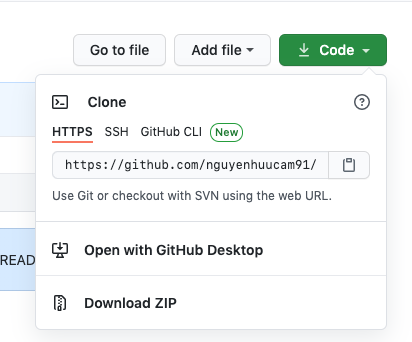 Go to file
Add file
Code
Clone
HTTPS SSH GitHub CLI New
https://github.com/nguyenhuucam91/
Use Git or checkout with SVN using the web URL.
READ
Open with GitHub Desktop
Download ZIP